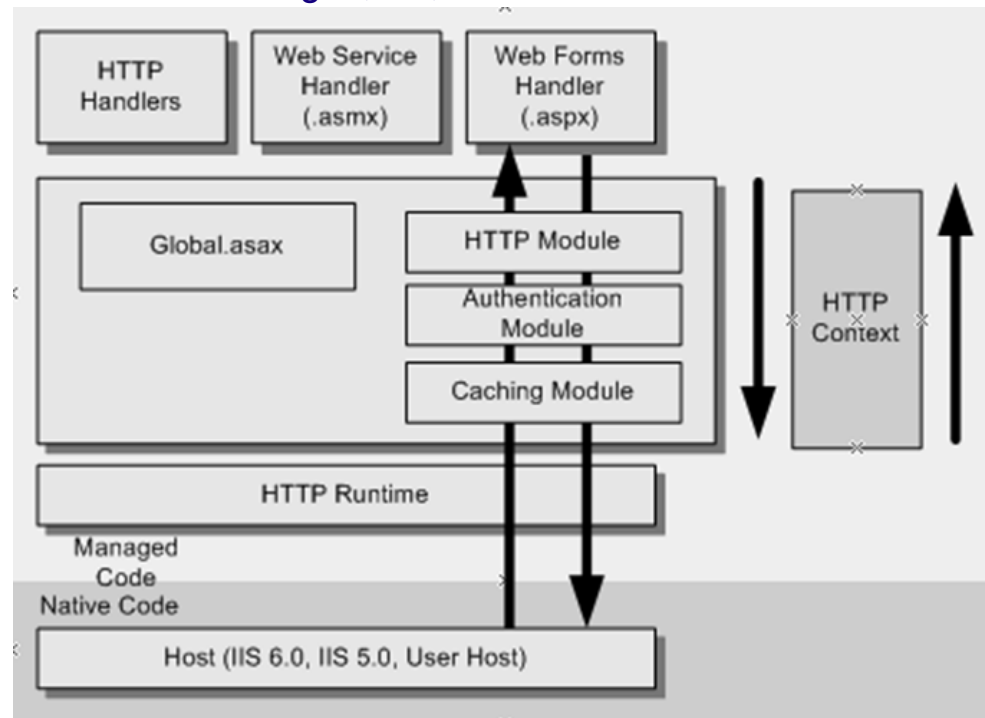 HTTP
Handlers
Web Service
Handler
(.asmx)
Web Forms
Handler
(.aspx)
Global.asax
HTTP Module
Authentication
Module
Caching Module
HTTP
Context
HTTP Runtime
Managed
Code
Native Code
Host (IIS 6.0, IIS 5.0, User Host)